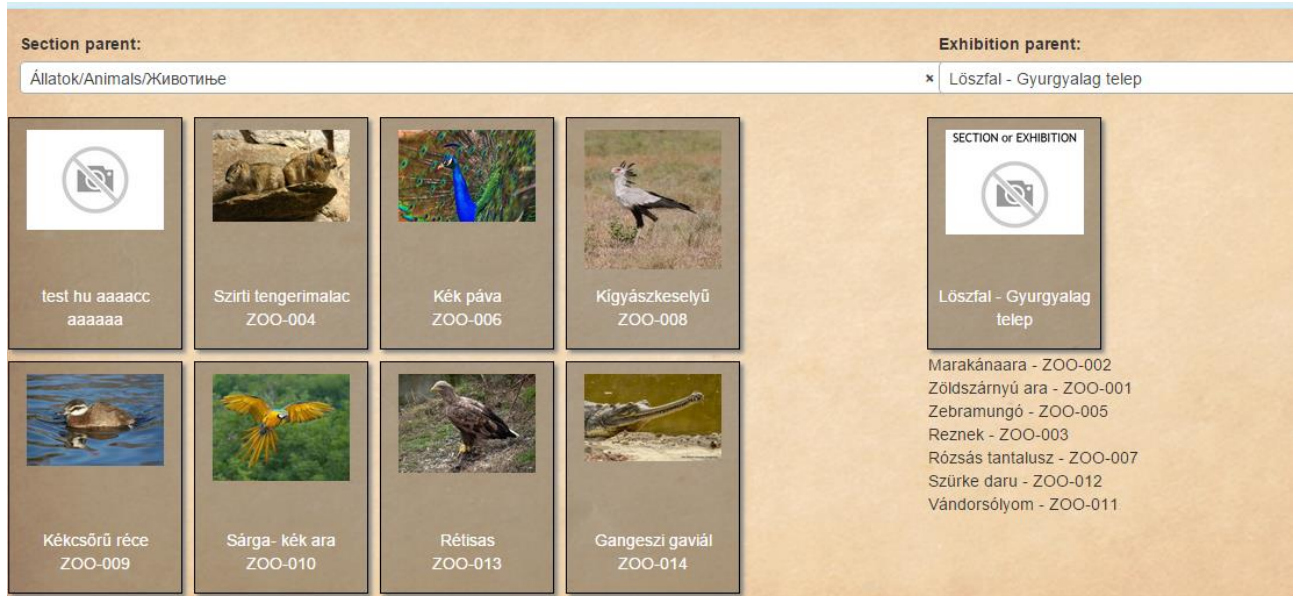 Section parent:
Exhibition parent:
Állatok/Animals/Животиње
×
Löszfal - Gyurgyalag telep
test hu aaaacc
aaaaaa
Szirti tengerimalac
ZOO-004
Kék páva
ZOO-006
Kígyászkeselyű
ZOO-008
SECTION or EXHIBITION
Löszfal - Gyurgyalag
telep
Kékcsőrű réce
ZOO-009
Sárga- kék ara
ZOO-010
Rétisas
ZOO-013
Gangeszi gaviál
ZOO-014
Marakánaara - ZOO-002
Zöldszárnyú ara - ZOO-001
Zebramungó - ZOO-005
Reznek - ZOO-003
Rózsás tantalusz - ZOO-007
Szürke daru - ZOO-012
Vándorsólyom - ZOO-011